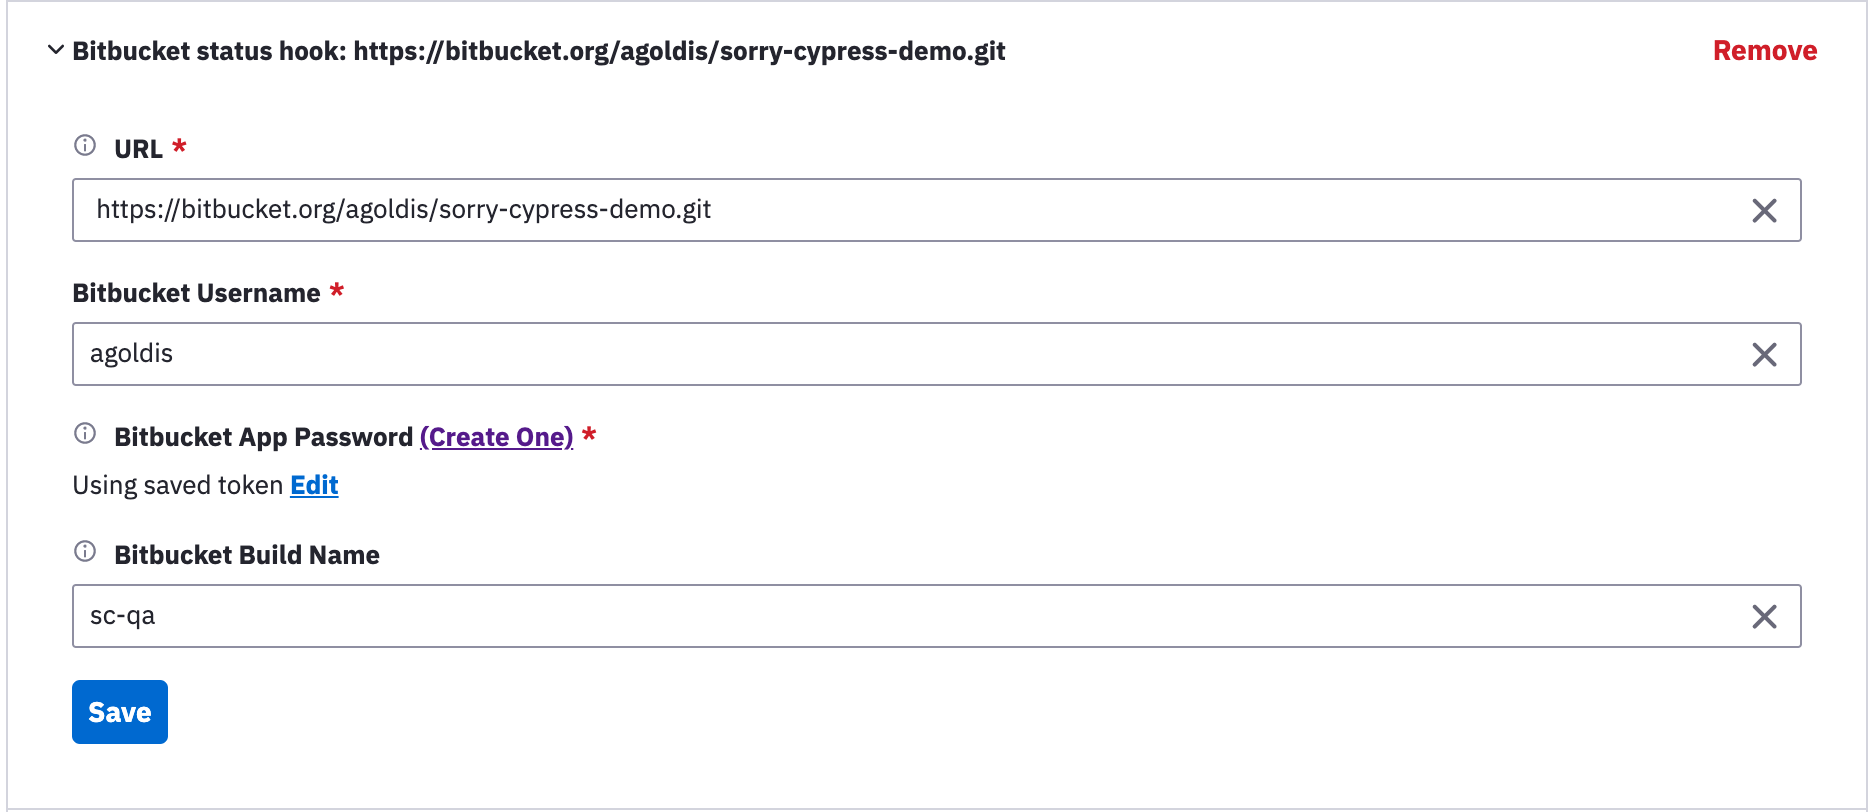 Bitbucket status hook: https://bitbucket.org/agoldis/sorry-cypress-demo.git Remove
URL *
https://bitbucket.org/agoldis/sorry-cypress-demo.git
Bitbucket Username *
agoldis
Bitbucket App Password (Create One) *
Using saved token Edit
Bitbucket Build Name
sc-qa
Save